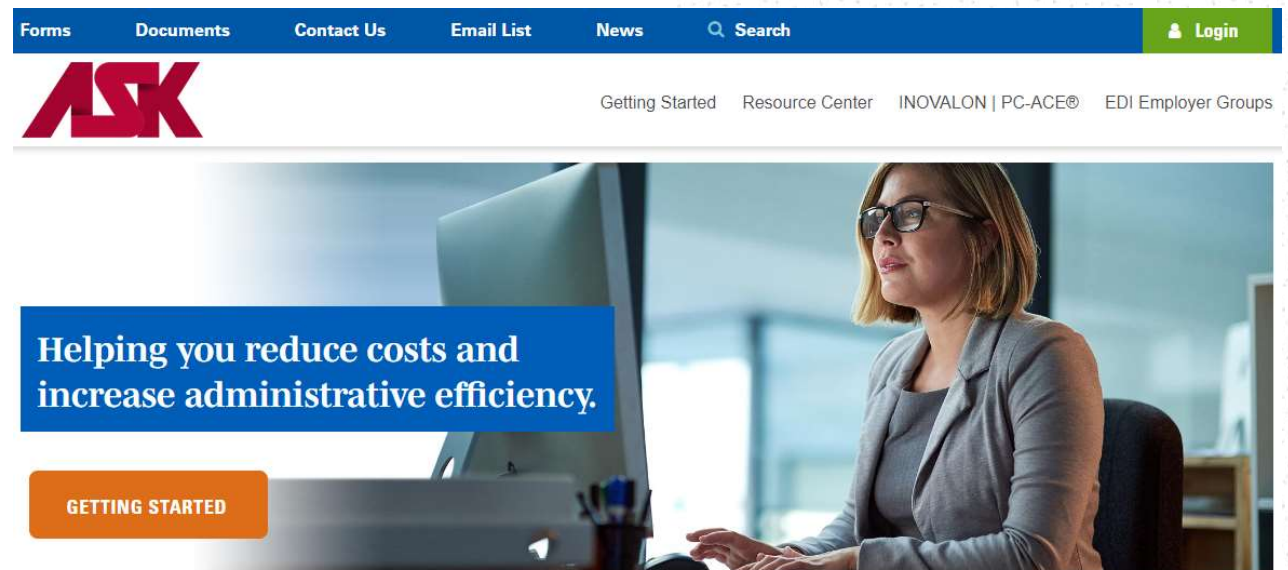 Forms Documents Contact Us Email List News Search Login
ASK
Getting Started Resource Center INOVALON | PC-ACE® EDI Employer Groups
Helping you reduce costs and
increase administrative efficiency.
GETTING STARTED